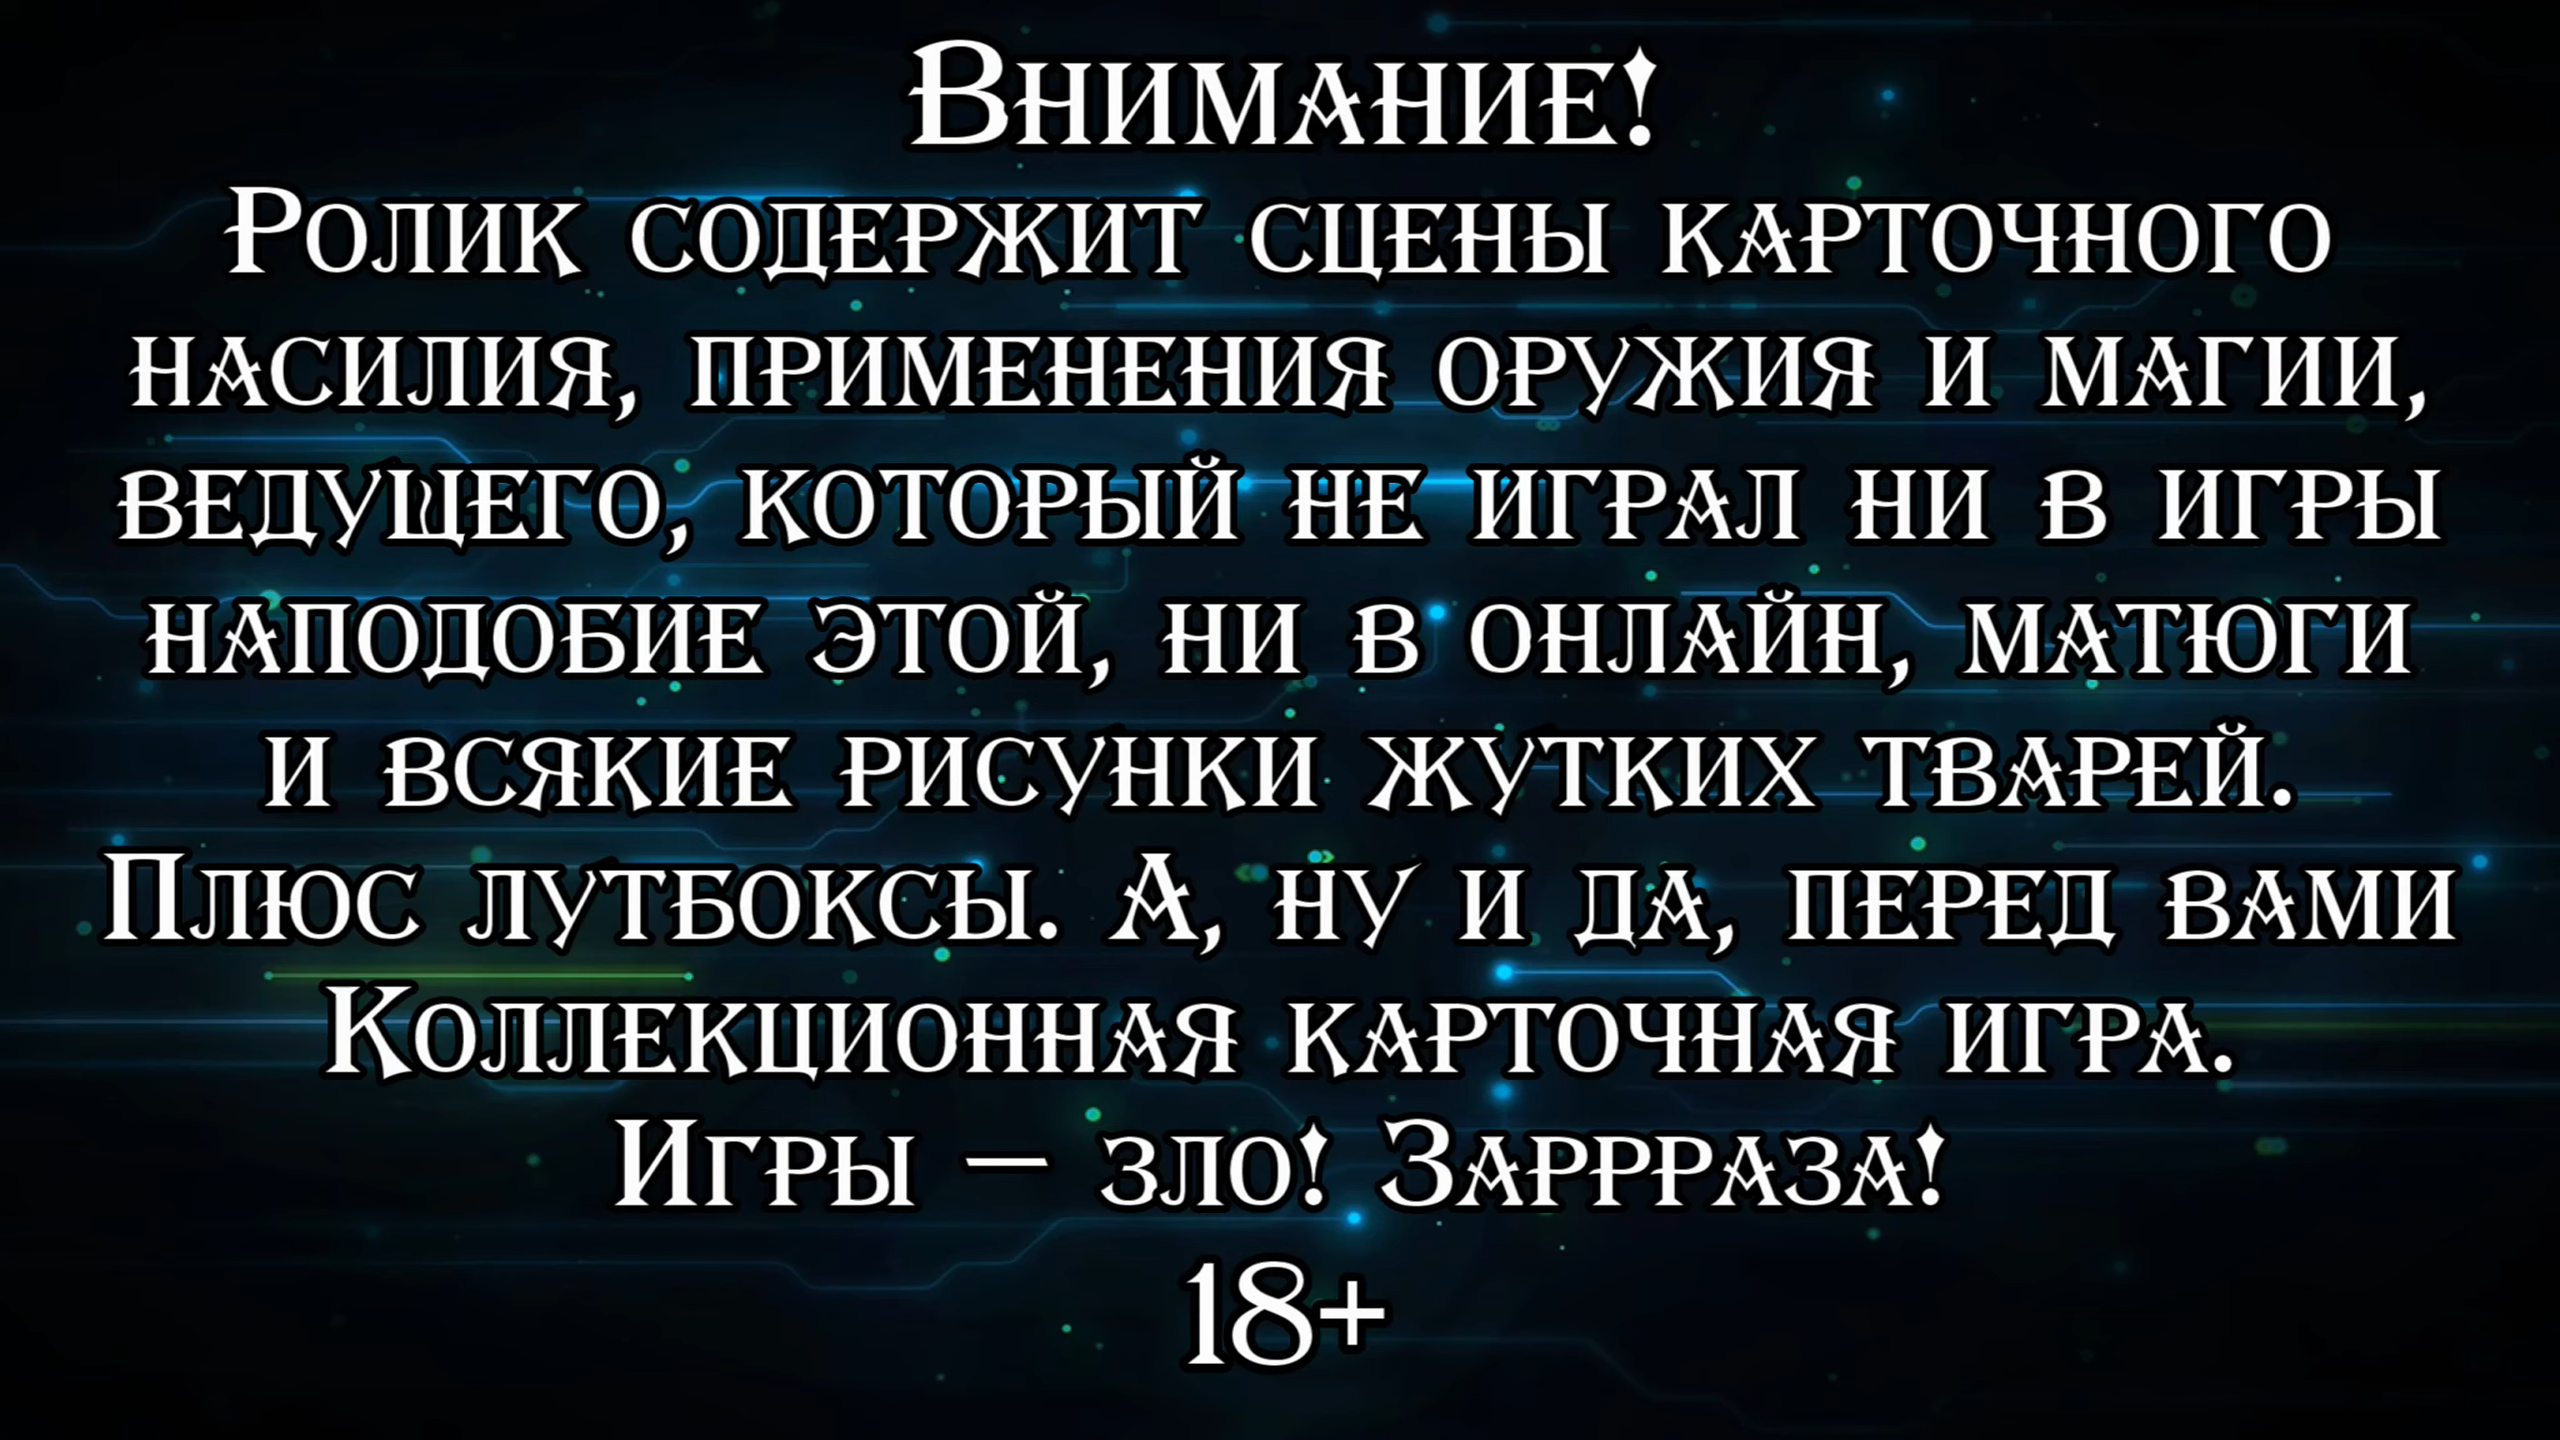 Внимание!
Ролик содержит сцены карточного
насилия, применения оружия и магии,
ведущего, который не играл ни в игры
наподобие этой, ни в онлайн, матюги
и всякие рисунки жутких тварей.
Плюс лутбоксы. А, ну и да, перед вами
Коллекционная карточная игра.
Игры – зло! Заррраза!
18+